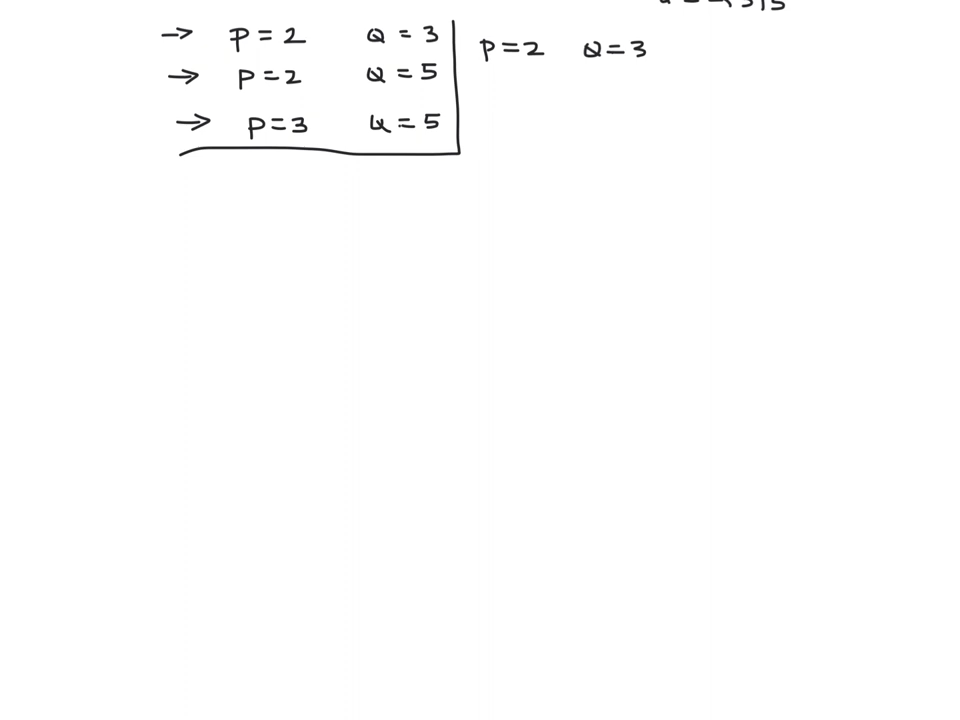 → P = 2 Q = 3
→ P = 2 Q = 5
→ P = 3 Q = 5
P = 2 Q = 3